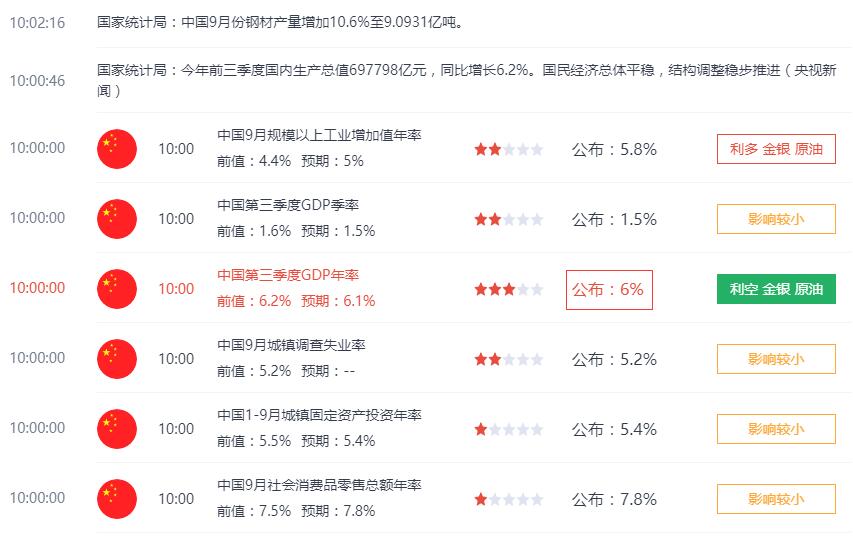 10:02:16
国家统计局：中国9月份钢材产量增加10.6%至9.0931亿吨。
10:00:46
国家统计局：今年前三季度国内生产总值697798亿元，同比增长6.2%。国民经济总体平稳，结构调整稳步推进（央视新
闻）
10:00:00
10:00
中国9月规模以上工业增加值年率
前值：4.4% 预期：5%
公布：5.8%
利多 金银 原油
10:00:00
10:00
中国第三季度GDP季率
前值：1.6% 预期：1.5%
公布：1.5%
影响较小
10:00:00
10:00
中国第三季度GDP年率
前值：6.2% 预期：6.1%
公布：6%
利空 金银 原油
10:00:00
10:00
中国9月城镇调查失业率
前值：5.2% 预期：--
公布：5.2%
影响较小
10:00:00
10:00
中国1-9月城镇固定资产投资年率
前值：5.5% 预期：5.4%
公布：5.4%
影响较小
10:00:00
10:00
中国9月社会消费品零售总额年率
前值：7.5% 预期：7.8%
公布：7.8%
影响较小